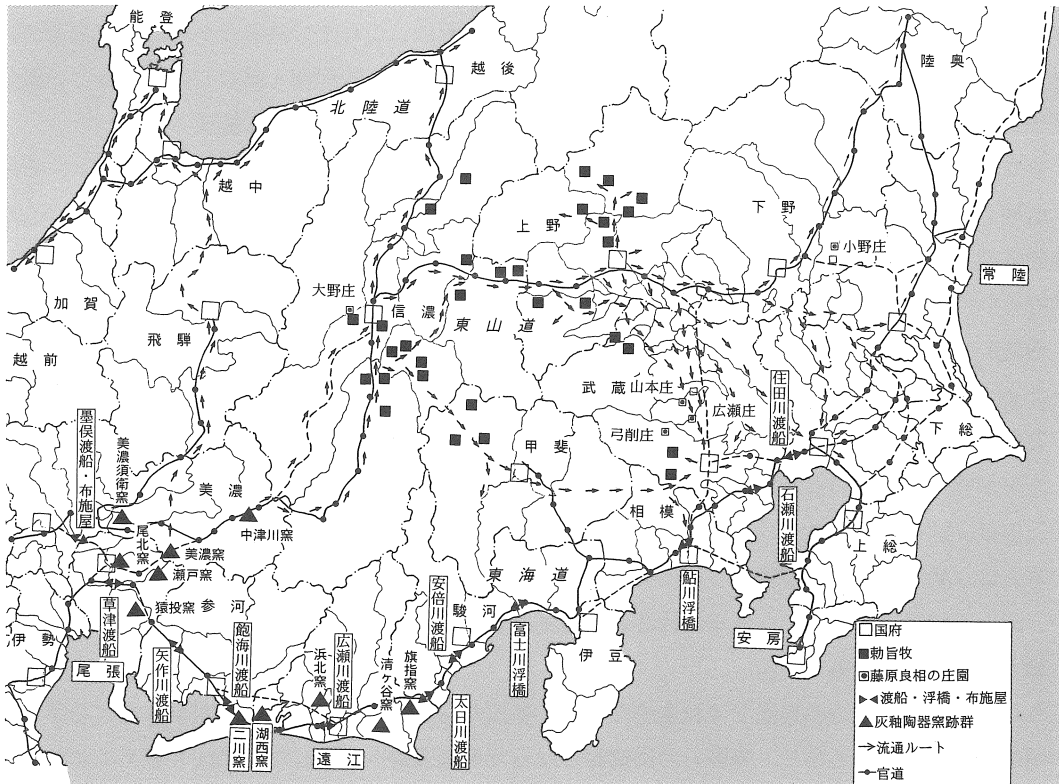 能登
越後
陸奥
北陸道
越中
上野
下野
小野庄
常陸
大野庄
信濃
東山道
加賀
飛騨
越前
武蔵
山本庄
広瀬庄
住田川渡船
弓削庄
下総
甲斐
墨俣渡船・布施屋
美濃須衛窯
美濃
尾北窯
中津川窯
美濃窯
瀬戸窯
相模
石瀬川渡船
上総
東海道
安倍川渡船
駿河
鮎川浮橋
安房
猿投窯
参河
草津渡船
伊勢
尾張
矢作川渡船
飽海川渡船
浜北窯
広瀬川渡船
清ヶ谷窯
旗指窯
富士川浮橋
伊豆
太日川渡船
二川窯
湖西窯
遠江
国府
勅旨牧
藤原良相の庄園
渡船・浮橋・布施屋
灰釉陶器窯跡群
流通ルート
官道